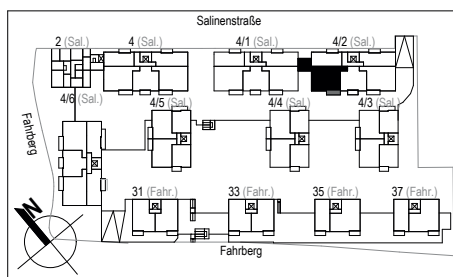 Salinenstraße
2 (Sal.) 4 (Sal.) 4/1 (Sal.) 4/2 (Sal.)
4/6 (Sal.) 4/5 (Sal.) 4/4 (Sal.) 4/3 (Sal.)
Fahrberg
31 (Fahr.) 33 (Fahr.) 35 (Fahr.) 37 (Fahr.)
N
Fahrberg